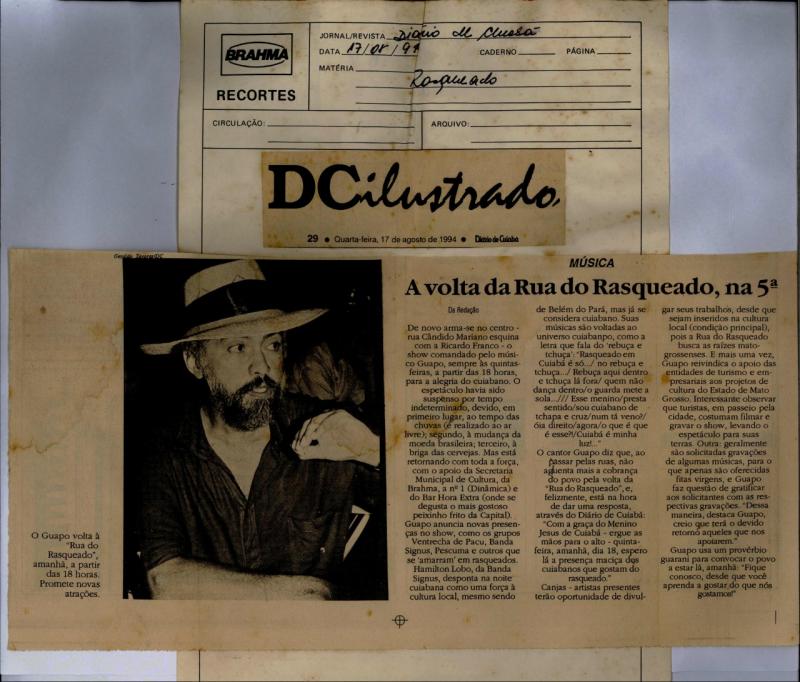 BRAHMA
RECORTES
JORNAL/REVISTA Diário de Cuiabá
DATA 17/08/94 CADERNO PÁGINA
MATÉRIA
Rasqueado
CIRCULAÇÃO: ARQUIVO:
DCilustrado
29 • Quarta-feira, 17 de agosto de 1994 • Diário de Cuiabá
MÚSICA
A volta da Rua do Rasqueado, na 5ª
O Guapo volta à
"Rua do
Rasqueado",
amanhã, a partir
das 18 horas.
Promete novas
atrações.
Da Redação
De novo arma-se no centro -
rua Cândido Mariano esquina
com a Ricardo Franco - o
show comandado pelo músi-
co Guapo, sempre às quintas-
feiras, a partir das 18 horas,
para a alegria do cuiabano. O
espetáculo havia sido
suspenso por tempo
indeterminado, devido, em
primeiro lugar, ao tempo das
chuvas (é realizado ao ar
livre); segundo, à mudança da
moeda brasileira; terceiro, à
briga das cervejas. Mas está
retornando com toda a força,
com o apoio da Secretaria
Municipal de Cultura, da
Brahma, a nº 1 (Dinâmica) e
do Bar Hora Extra (onde se
degusta o mais gostoso
peixinho frito da Capital).
Guapo anuncia novas presen-
ças no show, como os grupos
Ventrecha de Pacu, Banda
Signus, Pescuma e outros que
se 'amarram' em rasqueados.
Hamilton Lobo, da Banda
Signus, desponta na noite
cuiabana como uma força à
cultura local, mesmo sendo
de Belém do Pará, mas já se
considera cuiabano. Suas
músicas são voltadas ao
universo cuiabanpo, como a
letra que fala do 'rebuça e
tchuça': "Rasqueado em
Cuiabá é só.../ no rebuça e
tchuça.../ Rebuça aqui dentro
e tchuça lá fora/ quem não
dança dentro/o guarda mete a
sola.../// Esse menino/presta
sentido/sou cuiabano de
tchapa e cruz/num tá veno?/
óia direito/agora/o que é que
é esse?!/Cuiabá é minha
luz!..."
O cantor Guapo diz que, ao
passar pelas ruas, não
agüenta mais a cobrança
do povo pela volta da
"Rua do Rasqueado", e,
felizmente, está na hora
de dar uma resposta,
através do Diário de Cuiabá:
"Com a graça do Menino
Jesus de Cuiabá - ergue as
mãos para o alto - quinta-
feira, amanhã, dia 18, espero
lá a presença maciça dos
cuiabanos que gostam do
rasqueado."
Canjas - artistas presentes
terão oportunidade de divul-
gar seus trabalhos, desde que
sejam inseridos na cultura
local (condição principal),
pois a Rua do Rasqueado
busca as raízes mato-
grossenses. E mais uma vez,
Guapo reivindica o apoio das
entidades de turismo e em-
presariais aos projetos de
cultura do Estado de Mato
Grosso. Interessante observar
que turistas, em passeio pela
cidade, costumam filmar e
gravar o show, levando o
espetáculo para suas
terras. Outra: geralmente
são solicitadas gravações
de algumas músicas, para o
que apenas são oferecidas
fitas virgens, e Guapo
faz questão de gratificar
aos solicitantes com as res-
pectivas gravações. "Dessa
maneira, destaca Guapo,
creio que terá o devido
retorno aqueles que nos
apoiarem."
Guapo usa um provérbio
guarani para convocar o povo
a estar lá, amanhã: "Fique
conosco, desde que você
aprenda a gostar do que nós
gostamos!"